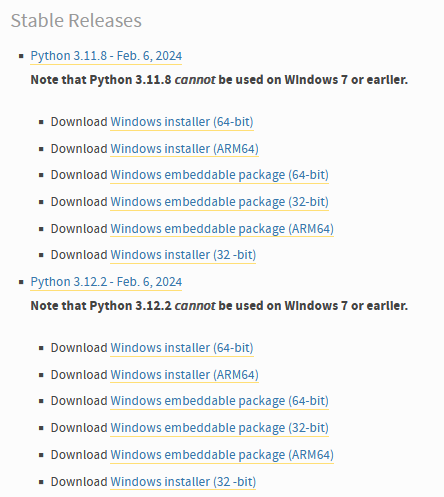 Stable Releases
Python 3.11.8 - Feb. 6, 2024
Note that Python 3.11.8 cannot be used on Windows 7 or earlier.
Download Windows installer (64-bit)
Download Windows installer (ARM64)
Download Windows embeddable package (64-bit)
Download Windows embeddable package (32-bit)
Download Windows embeddable package (ARM64)
Download Windows installer (32 -bit)
Python 3.12.2 - Feb. 6, 2024
Note that Python 3.12.2 cannot be used on Windows 7 or earlier.
Download Windows installer (64-bit)
Download Windows installer (ARM64)
Download Windows embeddable package (64-bit)
Download Windows embeddable package (32-bit)
Download Windows embeddable package (ARM64)
Download Windows installer (32 -bit)